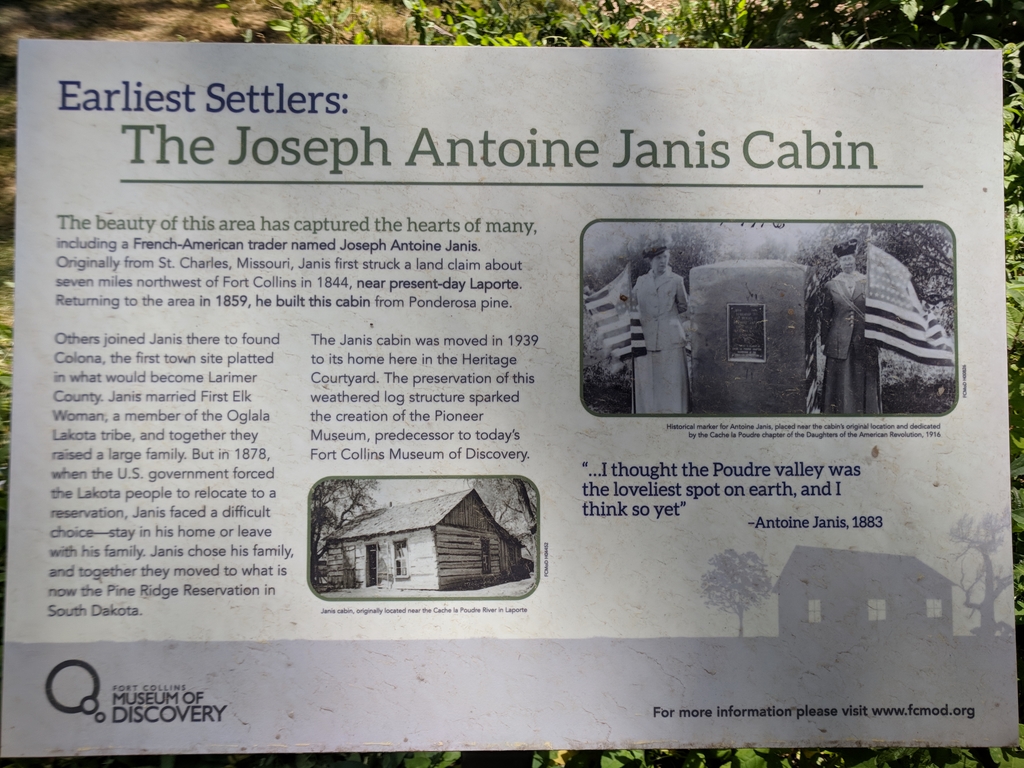 Earliest Settlers:
The Joseph Antoine Janis Cabin
The beauty of this area has captured the hearts of many,
including a French-American trader named Joseph Antoine Janis.
Originally from St. Charles, Missouri, Janis first struck a land claim about
seven miles northwest of Fort Collins in 1844, near present-day Laporte.
Returning to the area in 1859, he built this cabin from Ponderosa pine.
Others joined Janis there to found
Colona, the first town site platted
in what would become Larimer
County. Janis married First Elk
Woman, a member of the Oglala
Lakota tribe, and together they
raised a large family. But in 1878,
when the U.S. government forced
the Lakota people to relocate to a
reservation, Janis faced a difficult
choice—stay in his home or leave
with his family. Janis chose his family,
and together they moved to what is
now the Pine Ridge Reservation in
South Dakota.
The Janis cabin was moved in 1939
to its home here in the Heritage
Courtyard. The preservation of this
weathered log structure sparked
the creation of the Pioneer
Museum, predecessor to today's
Fort Collins Museum of Discovery.
Janis cabin, originally located near the Cache la Poudre River in Laporte
Historical marker for Antoine Janis, placed near the cabin's original location and dedicated
by the Cache la Poudre chapter of the Daughters of the American Revolution, 1916
"...I thought the Poudre valley was
the loveliest spot on earth, and I
think so yet"
–Antoine Janis, 1883
FORT COLLINS
MUSEUM OF
DISCOVERY
For more information please visit www.fcmod.org